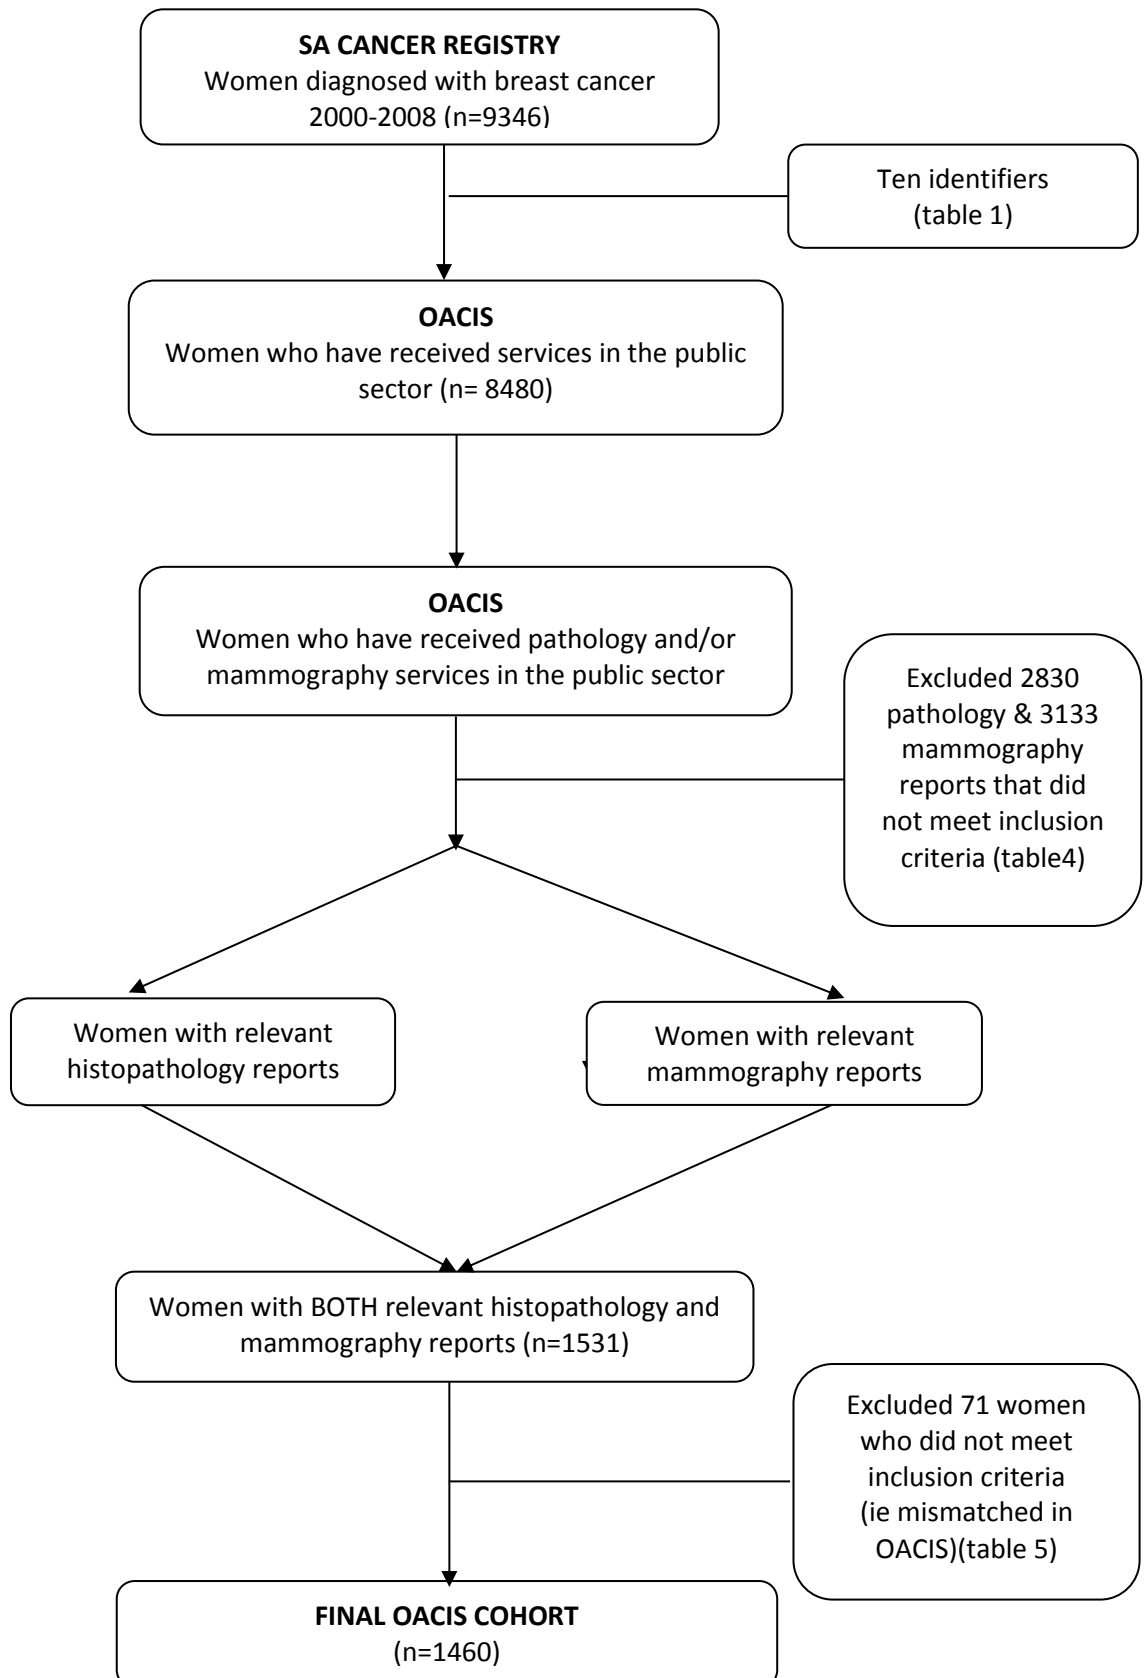 SA CANCER REGISTRY
Women diagnosed with breast cancer
2000-2008 (n=9346)
Ten identifiers
(table 1)
OACIS
Women who have received services in the public
sector (n= 8480)
OACIS
Women who have received pathology and/or
mammography services in the public sector
Excluded 2830
pathology & 3133
mammography
reports that did
not meet inclusion
criteria (table4)
Women with relevant
histopathology reports
Women with relevant
mammography reports
Women with BOTH relevant histopathology and
mammography reports (n=1531)
Excluded 71 women
who did not meet
inclusion criteria
(ie mismatched in
OACIS)(table 5)
FINAL OACIS COHORT
(n=1460)